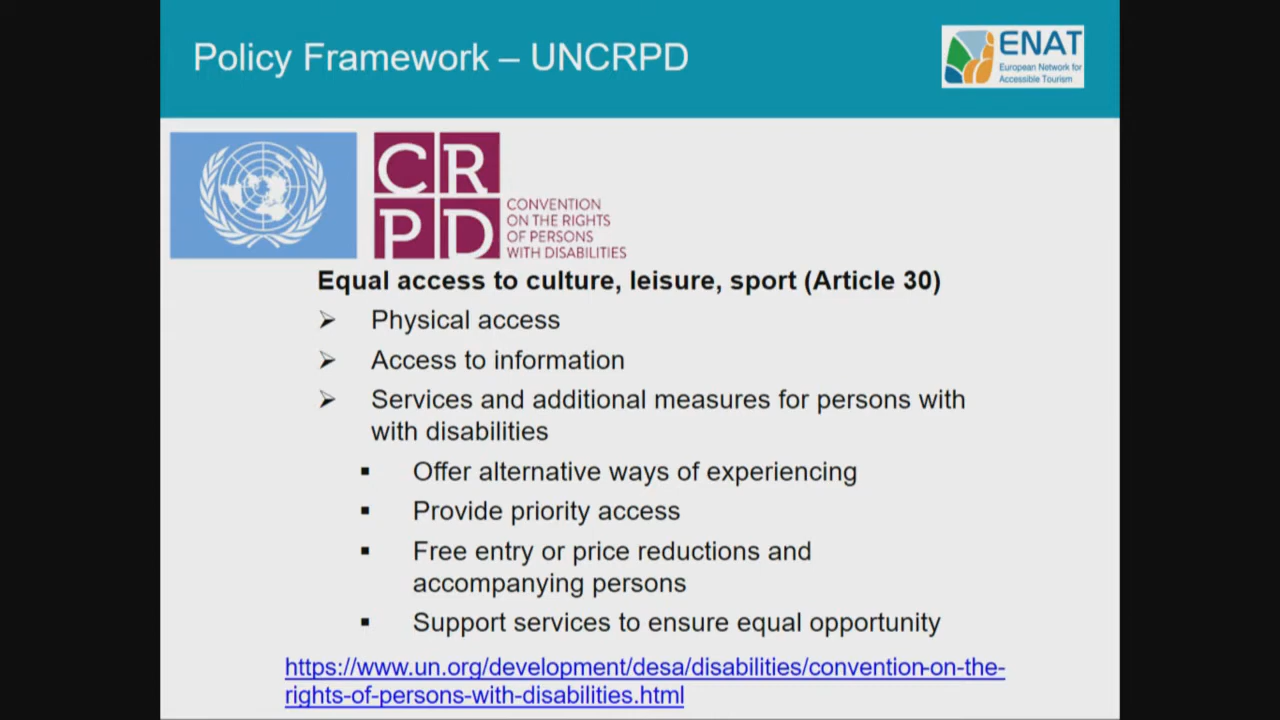 Policy Framework – UNCRPD
ENAT
European Network for
Accessible Tourism
CR
PD
CONVENTION
ON THE RIGHTS
OF PERSONS
WITH DISABILITIES
Equal access to culture, leisure, sport (Article 30)
➢ Physical access
➢ Access to information
➢ Services and additional measures for persons with
with disabilities
▪ Offer alternative ways of experiencing
▪ Provide priority access
▪ Free entry or price reductions and
accompanying persons
▪ Support services to ensure equal opportunity
https://www.un.org/development/desa/disabilities/convention-on-the-
rights-of-persons-with-disabilities.html